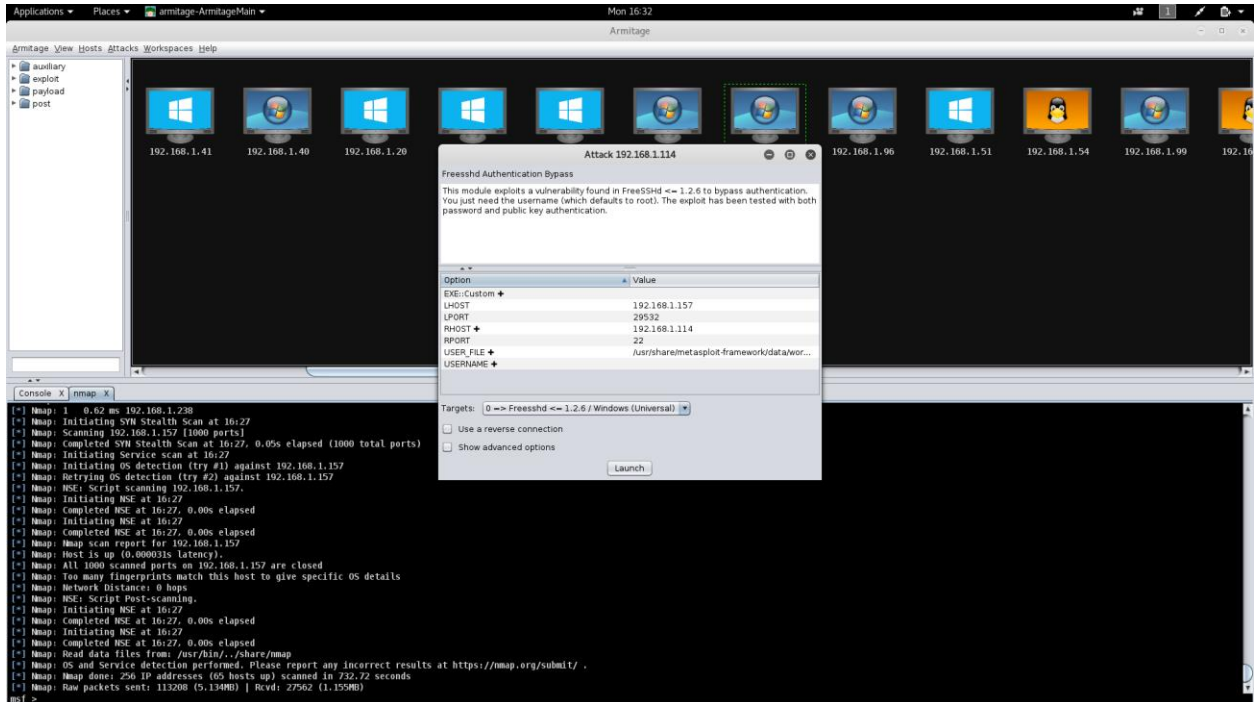 Applications Places armitage-ArmitageMain Mon 16:32 1
Armitage
Armitage View Hosts Attacks Workspaces Help
auxiliary
exploit
payload
post
192.168.1.41 192.168.1.40 192.168.1.20 192.168.1.96 192.168.1.51 192.168.1.54 192.168.1.99 192.16
Attack 192.168.1.114
Freesshd Authentication Bypass
This module exploits a vulnerability found in FreeSSHd <= 1.2.6 to bypass authentication.
You just need the username (which defaults to root). The exploit has been tested with both
password and public key authentication.
Option Value
EXE::Custom +
LHOST 192.168.1.157
LPORT 29532
RHOST + 192.168.1.114
RPORT 22
USER_FILE + /usr/share/metasploit-framework/data/wor...
USERNAME +
Targets: 0 => Freesshd <= 1.2.6 / Windows (Universal)
Use a reverse connection
Show advanced options
Launch
Console X nmap X
[*] Nmap: 1 0.62 ms 192.168.1.238
[*] Nmap: Initiating SYN Stealth Scan at 16:27
[*] Nmap: Scanning 192.168.1.157 [1000 ports]
[*] Nmap: Completed SYN Stealth Scan at 16:27, 0.05s elapsed (1000 total ports)
[*] Nmap: Initiating Service scan at 16:27
[*] Nmap: Initiating OS detection (try #1) against 192.168.1.157
[*] Nmap: Retrying OS detection (try #2) against 192.168.1.157
[*] Nmap: NSE: Script scanning 192.168.1.157.
[*] Nmap: Initiating NSE at 16:27
[*] Nmap: Completed NSE at 16:27, 0.00s elapsed
[*] Nmap: Initiating NSE at 16:27
[*] Nmap: Completed NSE at 16:27, 0.00s elapsed
[*] Nmap: Nmap scan report for 192.168.1.157
[*] Nmap: Host is up (0.000031s latency).
[*] Nmap: All 1000 scanned ports on 192.168.1.157 are closed
[*] Nmap: Too many fingerprints match this host to give specific OS details
[*] Nmap: Network Distance: 0 hops
[*] Nmap: NSE: Script Post-scanning.
[*] Nmap: Initiating NSE at 16:27
[*] Nmap: Completed NSE at 16:27, 0.00s elapsed
[*] Nmap: Initiating NSE at 16:27
[*] Nmap: Completed NSE at 16:27, 0.00s elapsed
[*] Nmap: Read data files from: /usr/bin/../share/nmap
[*] Nmap: OS and Service detection performed. Please report any incorrect results at https://nmap.org/submit/ .
[*] Nmap: Nmap done: 256 IP addresses (65 hosts up) scanned in 732.72 seconds
[*] Nmap: Raw packets sent: 113208 (5.134MB) | Rcvd: 27562 (1.155MB)
msf >